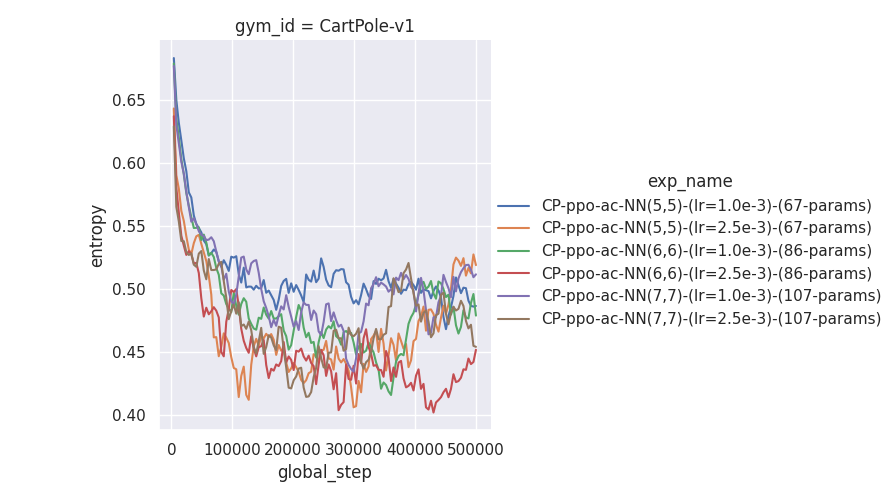 gym_id = CartPole-v1
0.65
0.60
0.55
0.50
0.45
0.40
entropy
0 100000 200000 300000 400000 500000
global_step
exp_name
CP-ppo-ac-NN(5,5)-(lr=1.0e-3)-(67-params)
CP-ppo-ac-NN(5,5)-(lr=2.5e-3)-(67-params)
CP-ppo-ac-NN(6,6)-(lr=1.0e-3)-(86-params)
CP-ppo-ac-NN(6,6)-(lr=2.5e-3)-(86-params)
CP-ppo-ac-NN(7,7)-(lr=1.0e-3)-(107-params)
CP-ppo-ac-NN(7,7)-(lr=2.5e-3)-(107-params)